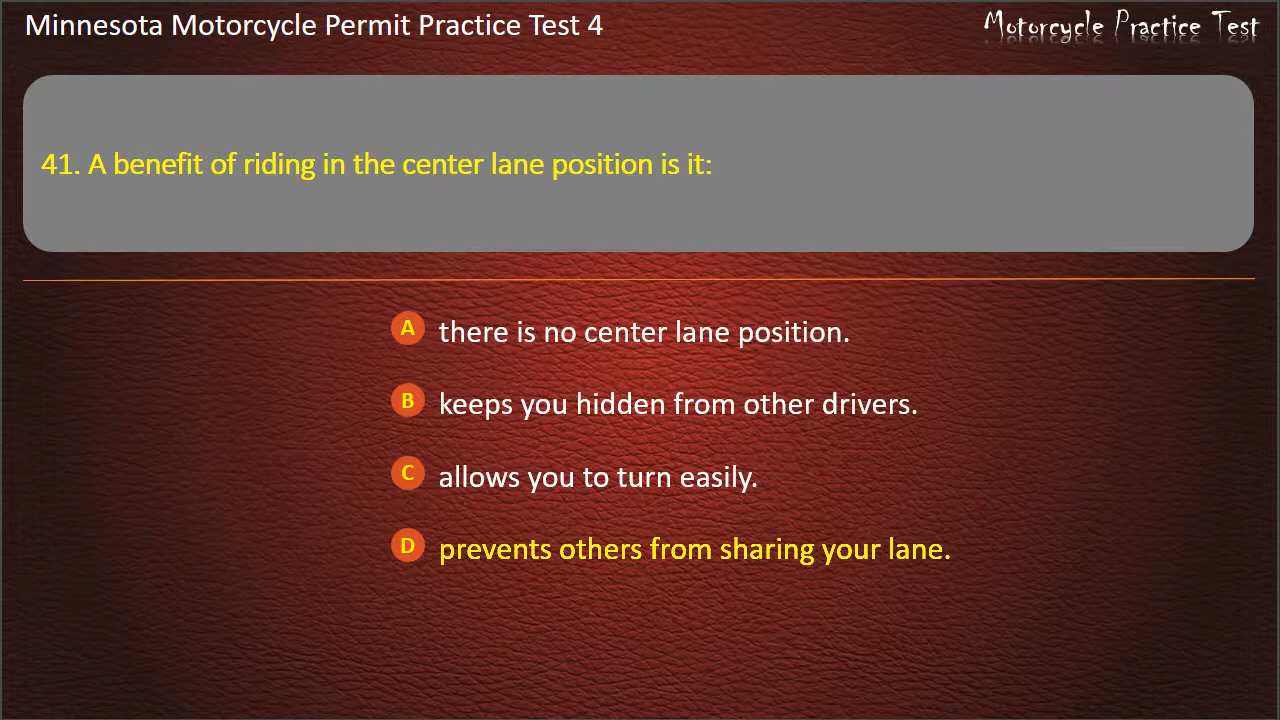 Minnesota Motorcycle Permit Practice Test 4
Motorcycle Practice Test
41. A benefit of riding in the center lane position is it:
A there is no center lane position.
B keeps you hidden from other drivers.
C allows you to turn easily.
D prevents others from sharing your lane.